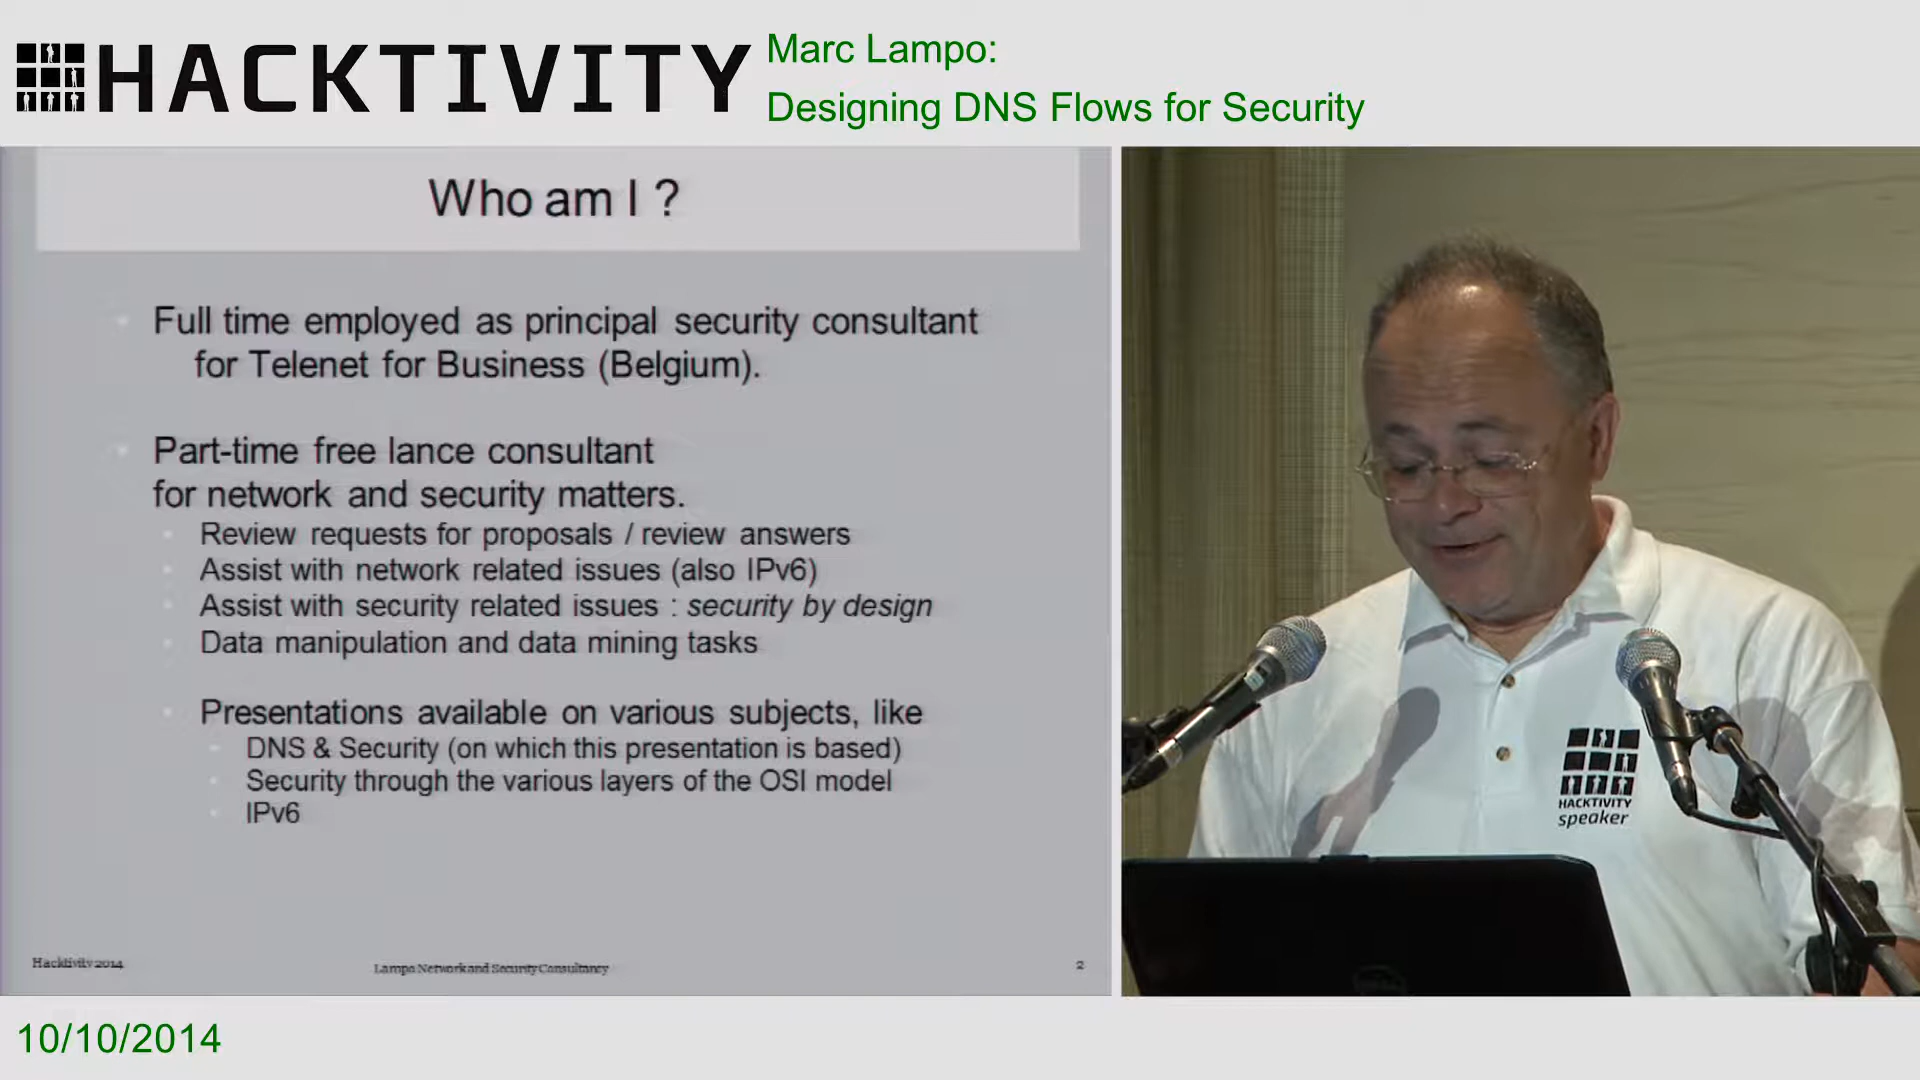 HACKTIVITY
Marc Lampo:
Designing DNS Flows for Security
Who am I ?
Full time employed as principal security consultant
for Telenet for Business (Belgium).
Part-time free lance consultant
for network and security matters.
Review requests for proposals / review answers
Assist with network related issues (also IPv6)
Assist with security related issues : security by design
Data manipulation and data mining tasks
Presentations available on various subjects, like
DNS & Security (on which this presentation is based)
Security through the various layers of the OSI model
IPv6
Hacktivity 2014
Lampo Network and Security Consultancy
2
HACKTIVITY
speaker
10/10/2014